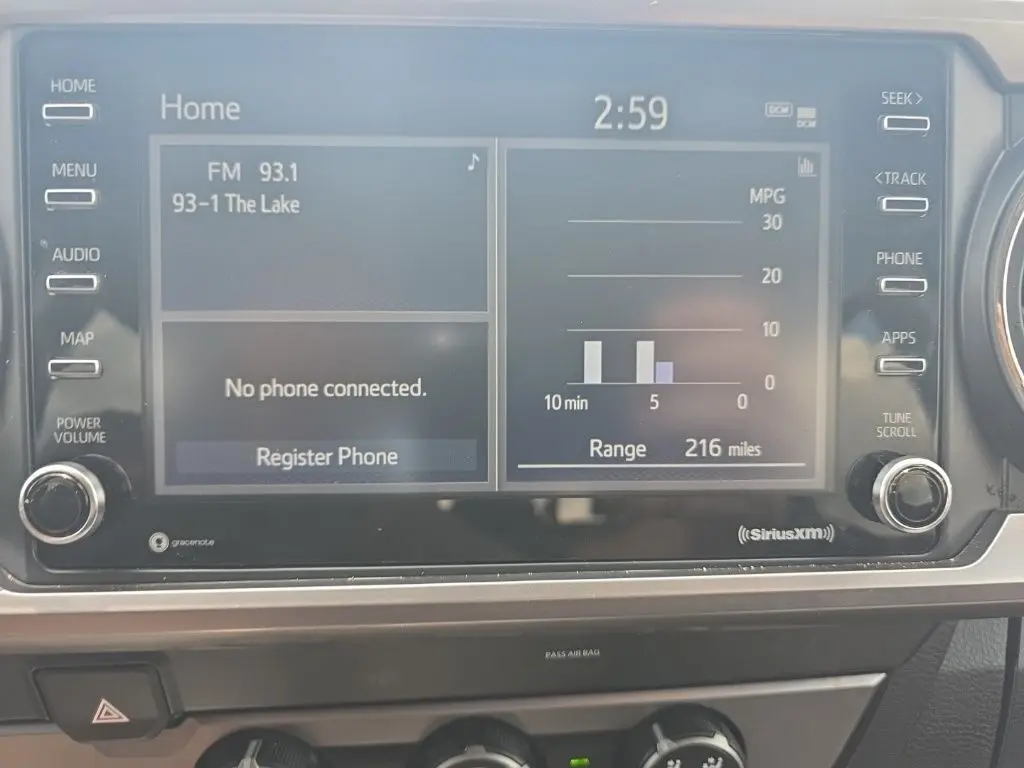 HOME
MENU
AUDIO
MAP
POWER
VOLUME
Home
2:59
DCM
DCM
FM 93.1
93-1 The Lake
No phone connected.
Register Phone
MPG
30
20
10
0
10 min 5 0
Range 216 miles
SEEK >
< TRACK
PHONE
APPS
TUNE
SCROLL
gracenote
((SiriusXM))
PASS AIR BAG